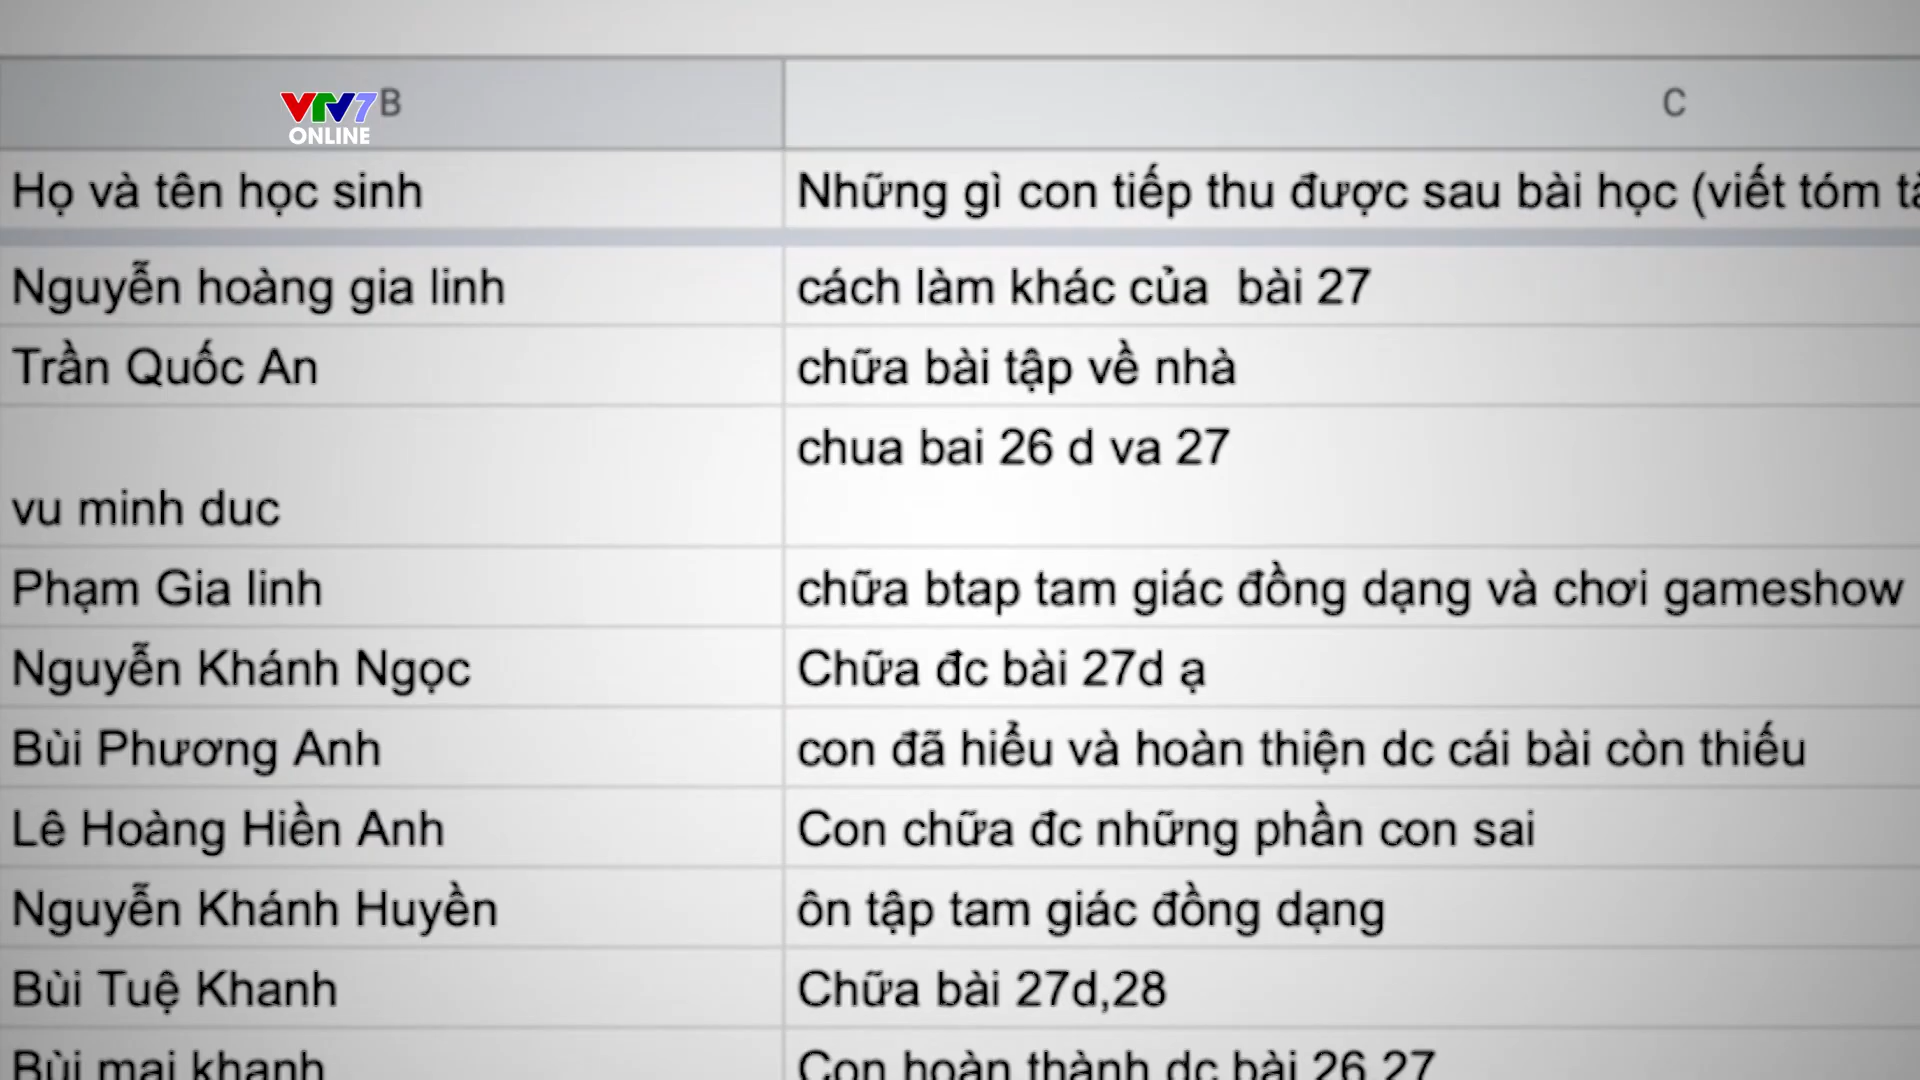 B
C
VTV7
ONLINE
Họ và tên học sinh
Những gì con tiếp thu được sau bài học (viết tóm
Nguyễn hoàng gia linh
cách làm khác của bài 27
Trần Quốc An
chữa bài tập về nhà
vu minh duc
chua bai 26 d va 27
Phạm Gia linh
chữa btap tam giác đồng dạng và chơi gameshow
Nguyễn Khánh Ngọc
Chữa đc bài 27d ạ
Bùi Phương Anh
con đã hiểu và hoàn thiện dc cái bài còn thiếu
Lê Hoàng Hiền Anh
Con chữa đc những phần con sai
Nguyễn Khánh Huyền
ôn tập tam giác đồng dạng
Bùi Tuệ Khanh
Chữa bài 27d,28
Bùi mai khanh
Con hoàn thành dc bài 26,27